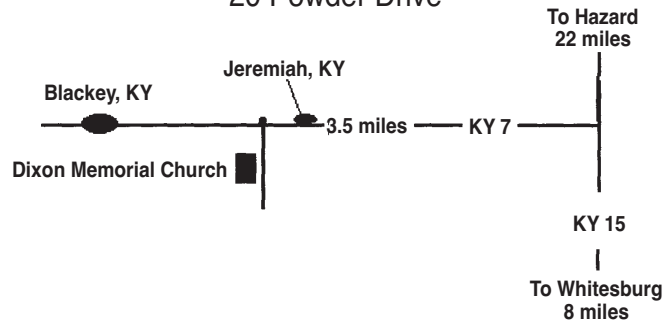 To Hazard
22 miles
Jeremiah, KY
Blackey, KY
3.5 miles
KY 7
Dixon Memorial Church
KY 15
To Whitesburg
8 miles